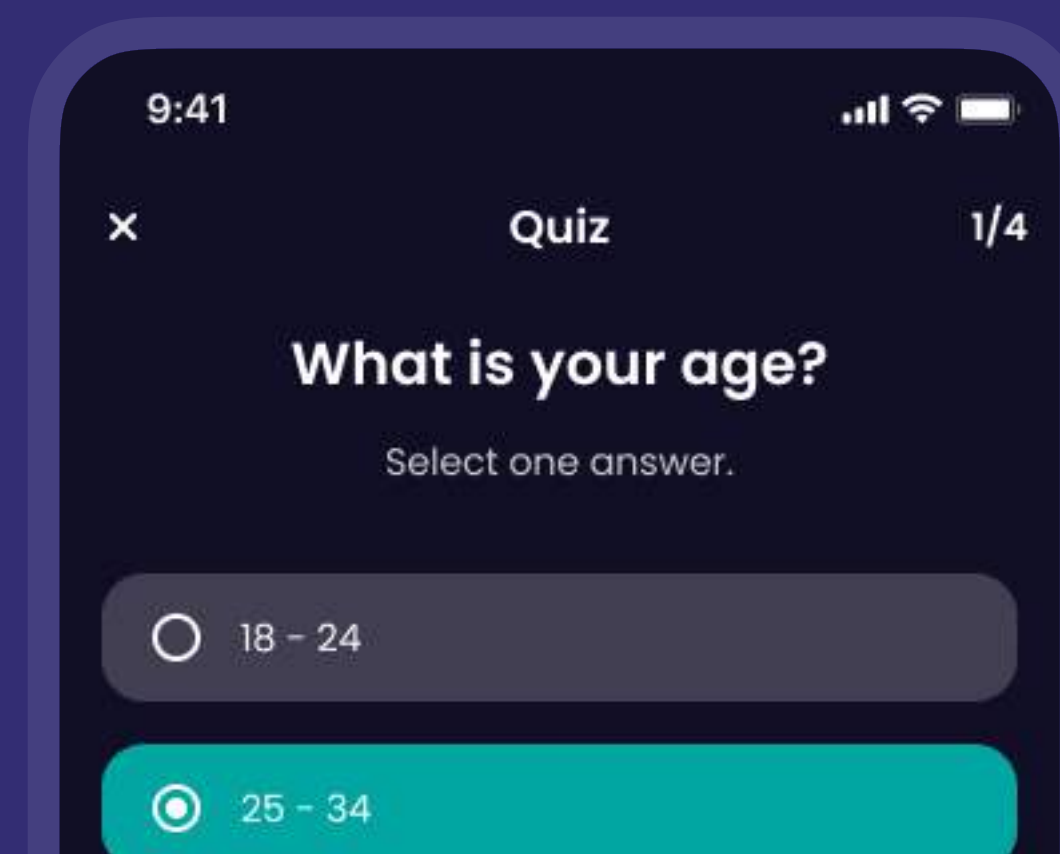 9:41
Quiz 1/4
What is your age?
Select one answer.
18 - 24
25 - 34